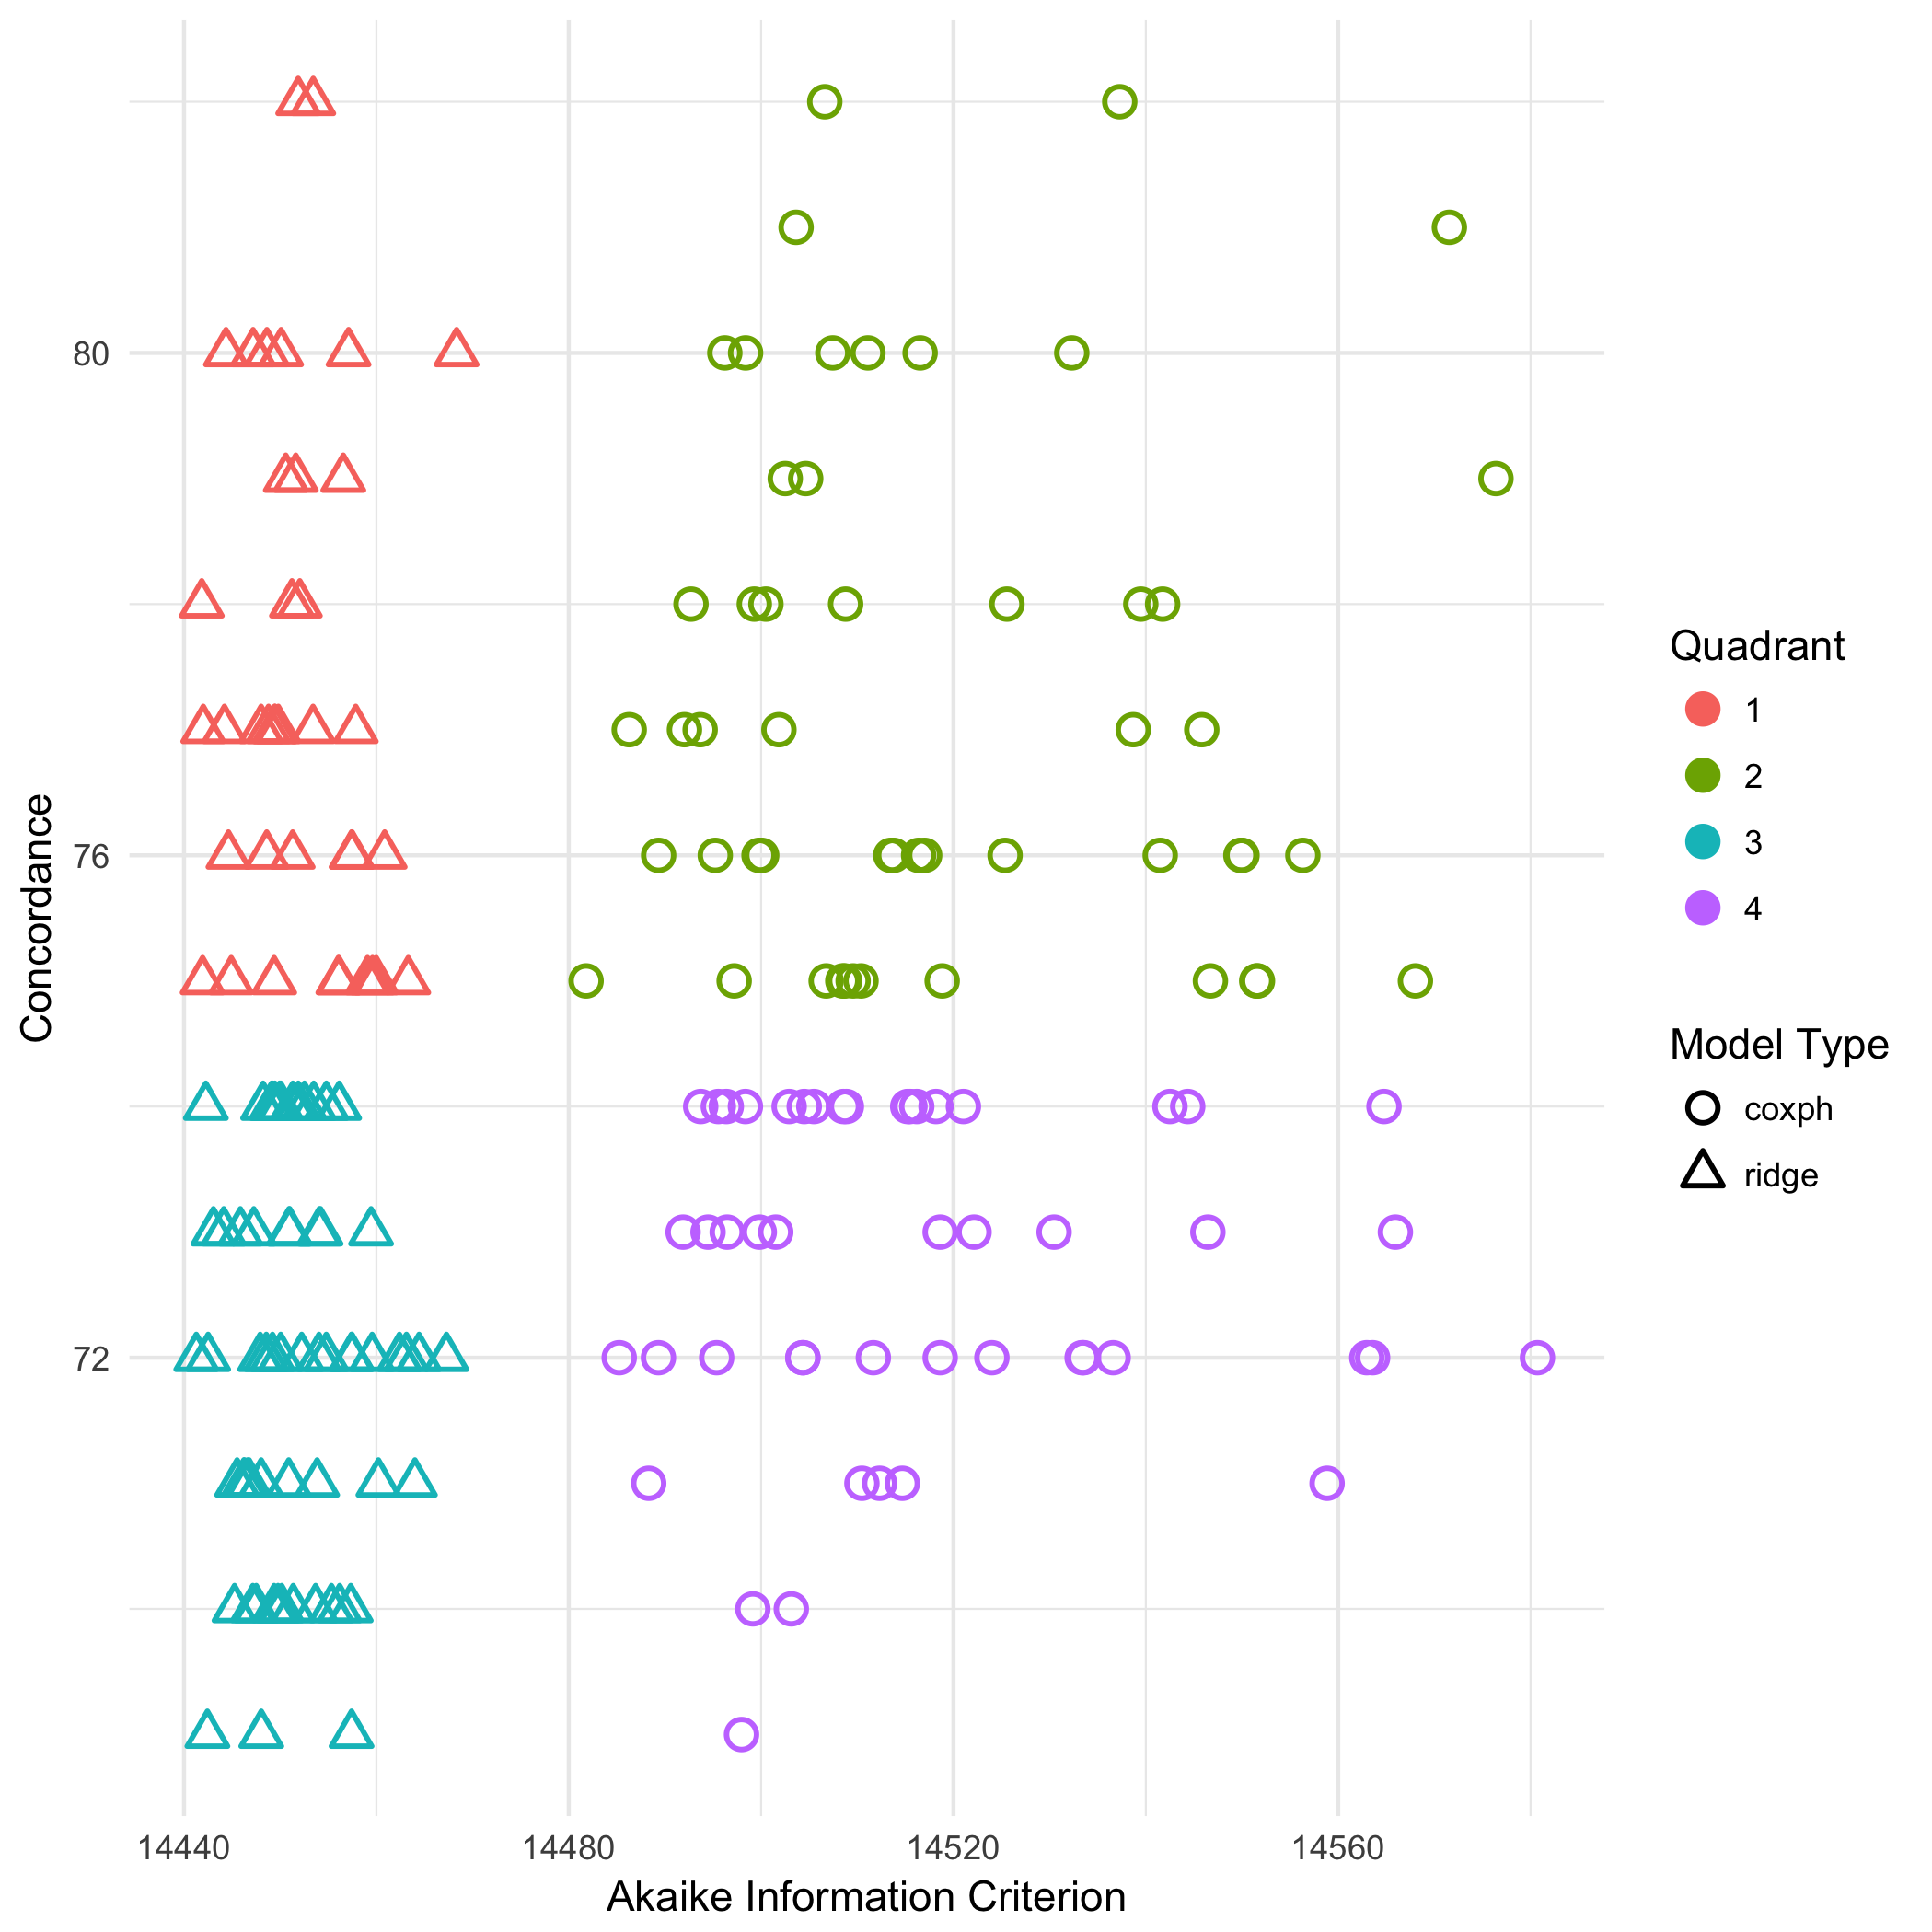 80
76
72
Concordance
14440
14480
14520
14560
Akaike Information Criterion
Quadrant
1
2
3
4
Model Type
coxph
ridge